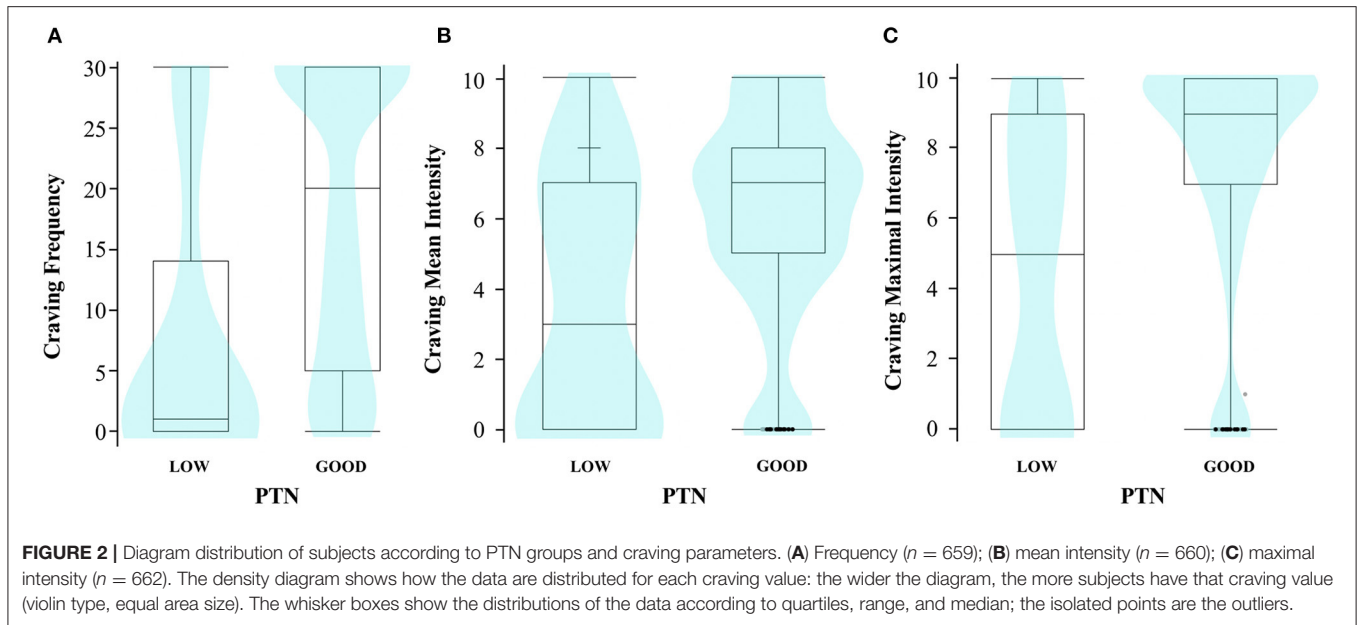 A
Craving Frequency
30
25
20
15
10
5
0
LOW GOOD
PTN
B
Craving Mean Intensity
10
8
6
4
2
0
LOW GOOD
PTN
C
Craving Maximal Intensity
10
8
6
4
2
0
LOW GOOD
PTN
FIGURE 2 | Diagram distribution of subjects according to PTN groups and craving parameters. (A) Frequency (n = 659); (B) mean intensity (n = 660); (C) maximal
intensity (n = 662). The density diagram shows how the data are distributed for each craving value: the wider the diagram, the more subjects have that craving value
(violin type, equal area size). The whisker boxes show the distributions of the data according to quartiles, range, and median; the isolated points are the outliers.